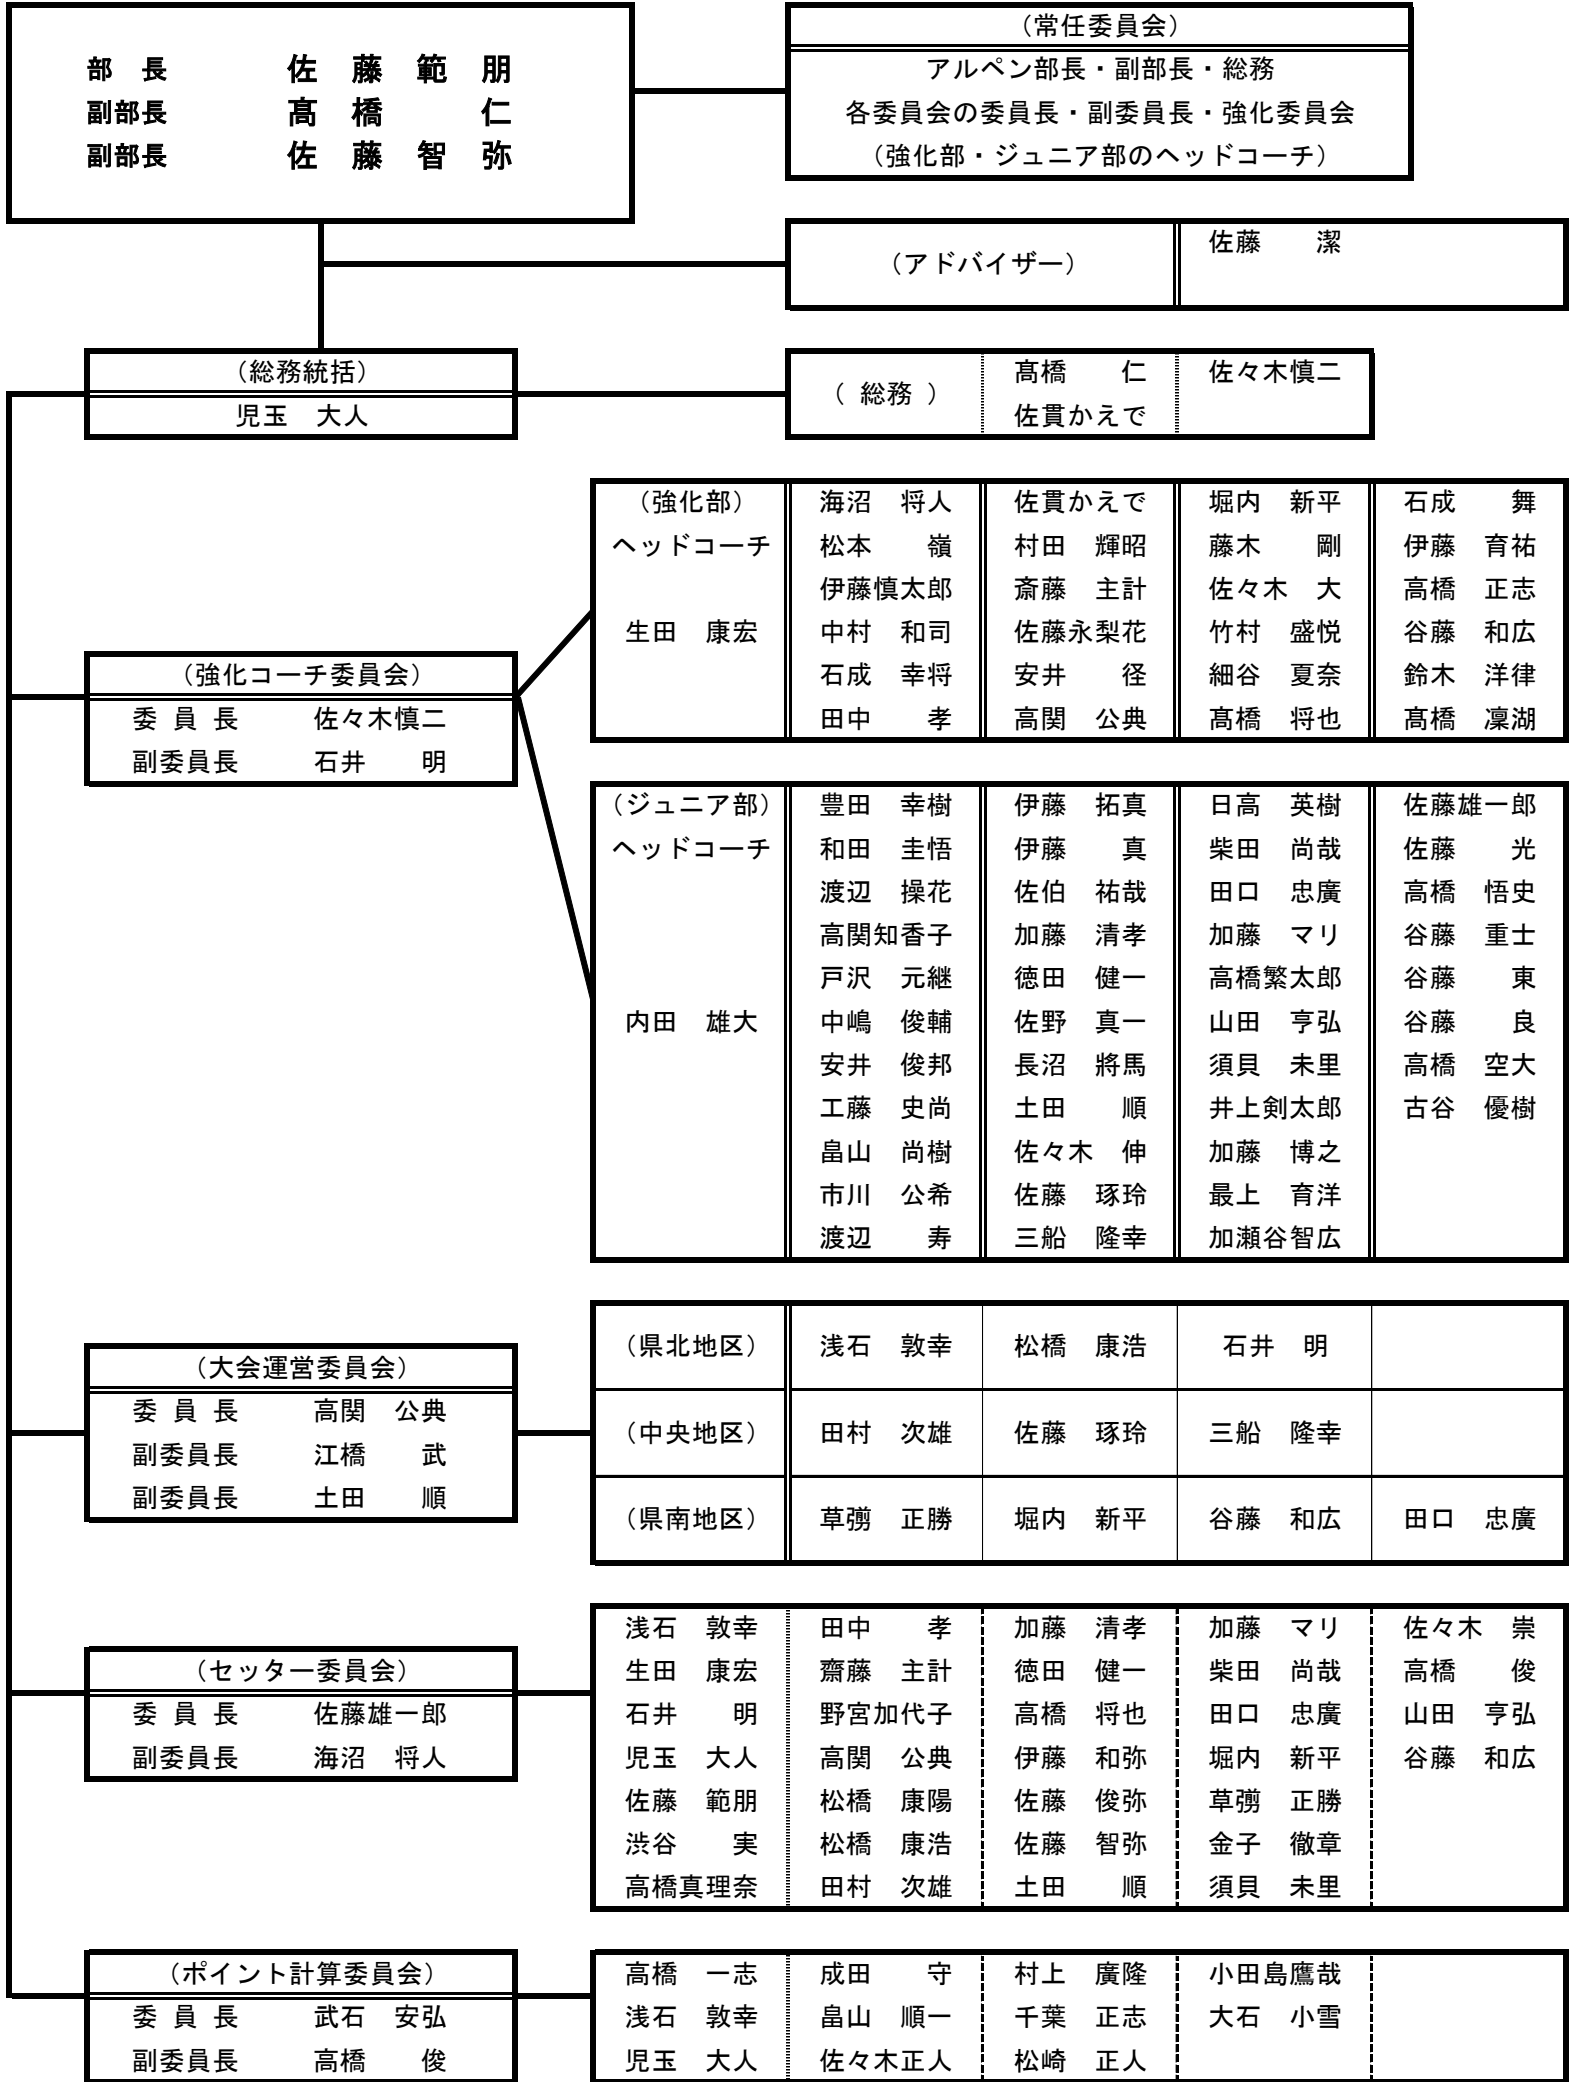 部　長　佐　藤　範　朋
副部長　髙　橋　　　仁
副部長　佐　藤　智　弥
（常任委員会）
アルペン部長・副部長・総務
各委員会の委員長・副委員長・強化委員会
（強化部・ジュニア部のヘッドコーチ）
（アドバイザー）　佐藤　　潔
（総務統括）
児玉　大人
（ 総務 ）　髙橋　　仁　佐々木慎二
佐貫かえで
（強化コーチ委員会）
委 員 長　佐々木慎二
副委員長　石井　　明
（強化部）　海沼　将人　佐貫かえで　堀内　新平　石成　　舞
ヘッドコーチ　松本　　嶺　村田　輝昭　藤木　　剛　伊藤　育祐
伊藤慎太郎　斎藤　主計　佐々木　大　高橋　正志
生田　康宏　中村　和司　佐藤永梨花　竹村　盛悦　谷藤　和広
石成　幸将　安井　　径　細谷　夏奈　鈴木　洋律
田中　　孝　高関　公典　髙橋　将也　髙橋　凜湖
（ジュニア部）　豊田　幸樹　伊藤　拓真　日高　英樹　佐藤雄一郎
ヘッドコーチ　和田　圭悟　伊藤　　真　柴田　尚哉　佐藤　　光
渡辺　操花　佐伯　祐哉　田口　忠廣　高橋　悟史
高関知香子　加藤　清孝　加藤　マリ　谷藤　重士
戸沢　元継　徳田　健一　高橋繁太郎　谷藤　　東
内田　雄大　中嶋　俊輔　佐野　真一　山田　亨弘　谷藤　　良
安井　俊邦　長沼　將馬　須貝　未里　高橋　空大
工藤　史尚　土田　　順　井上剣太郎　古谷　優樹
畠山　尚樹　佐々木　伸　加藤　博之
市川　公希　佐藤　琢玲　最上　育洋
渡辺　　寿　三船　隆幸　加瀬谷智広
（大会運営委員会）
委 員 長　高関　公典
副委員長　江橋　　武
副委員長　土田　　順
（県北地区）　浅石　敦幸　松橋　康浩　石井　明
（中央地区）　田村　次雄　佐藤　琢玲　三船　隆幸
（県南地区）　草彅　正勝　堀内　新平　谷藤　和広　田口　忠廣
（セッター委員会）
委 員 長　佐藤雄一郎
副委員長　海沼　将人
浅石　敦幸　田中　　孝　加藤　清孝　加藤　マリ　佐々木　崇
生田　康宏　齋藤　主計　徳田　健一　柴田　尚哉　高橋　　俊
石井　　明　野宮加代子　高橋　将也　田口　忠廣　山田　亨弘
児玉　大人　高関　公典　伊藤　和弥　堀内　新平　谷藤　和広
佐藤　範朋　松橋　康陽　佐藤　俊弥　草彅　正勝
渋谷　　実　松橋　康浩　佐藤　智弥　金子　徹章
高橋真理奈　田村　次雄　土田　　順　須貝　未里
（ポイント計算委員会）
委 員 長　武石　安弘
副委員長　高橋　　俊
高橋　一志　成田　　守　村上　廣隆　小田島鷹哉
浅石　敦幸　畠山　順一　千葉　正志　大石　小雪
児玉　大人　佐々木正人　松崎　正人